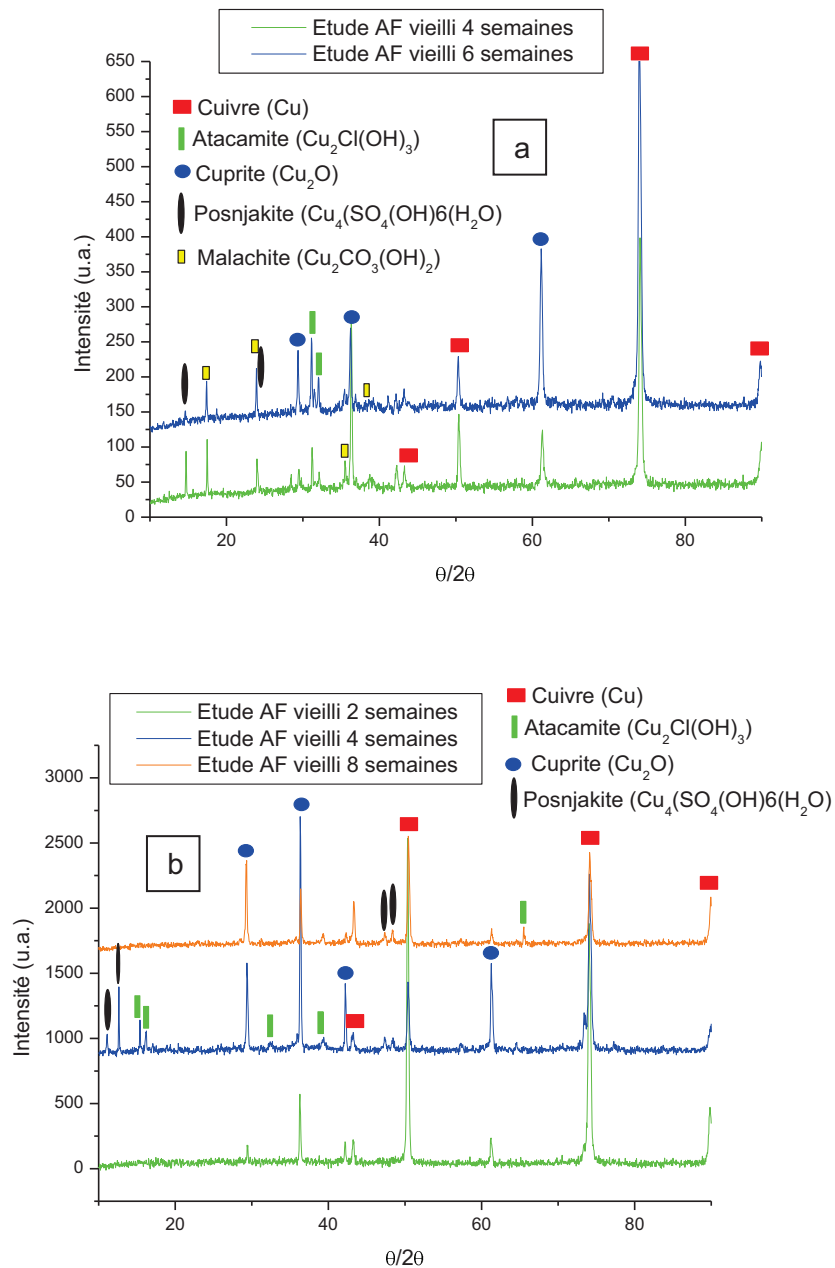 Etude AF vieilli 4 semaines
Etude AF vieilli 6 semaines
Cuivre (Cu)
Atacamite (Cu₂Cl(OH)₃)
Cuprite (Cu₂O)
Posnjakite (Cu₄(SO₄(OH)6(H₂O)
Malachite (Cu₂CO₃(OH)₂)
a
650
600
550
500
450
400
350
300
250
200
150
100
50
0
Intensité (u.a.)
20 40 60 80
θ/2θ
Etude AF vieilli 2 semaines
Etude AF vieilli 4 semaines
Etude AF vieilli 8 semaines
Cuivre (Cu)
Atacamite (Cu₂Cl(OH)₃)
Cuprite (Cu₂O)
Posnjakite (Cu₄(SO₄(OH)6(H₂O)
b
3000
2500
2000
1500
1000
500
0
Intensité (u.a.)
20 40 60 80
θ/2θ